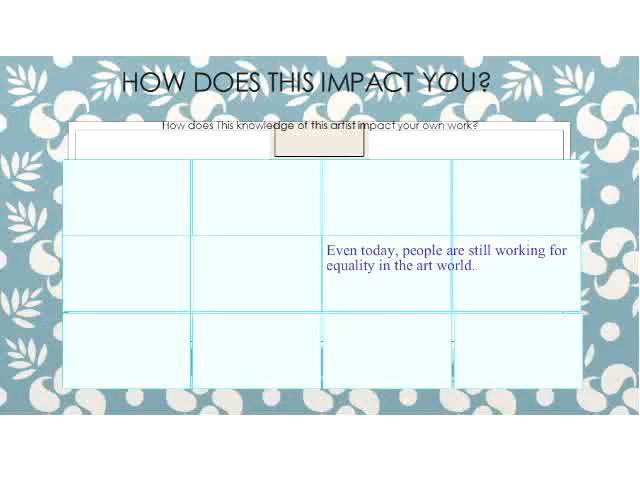 HOW DOES THIS IMPACT YOU?
How does This knowledge of this artist impact your own work?
Even today, people are still working for
equality in the art world.